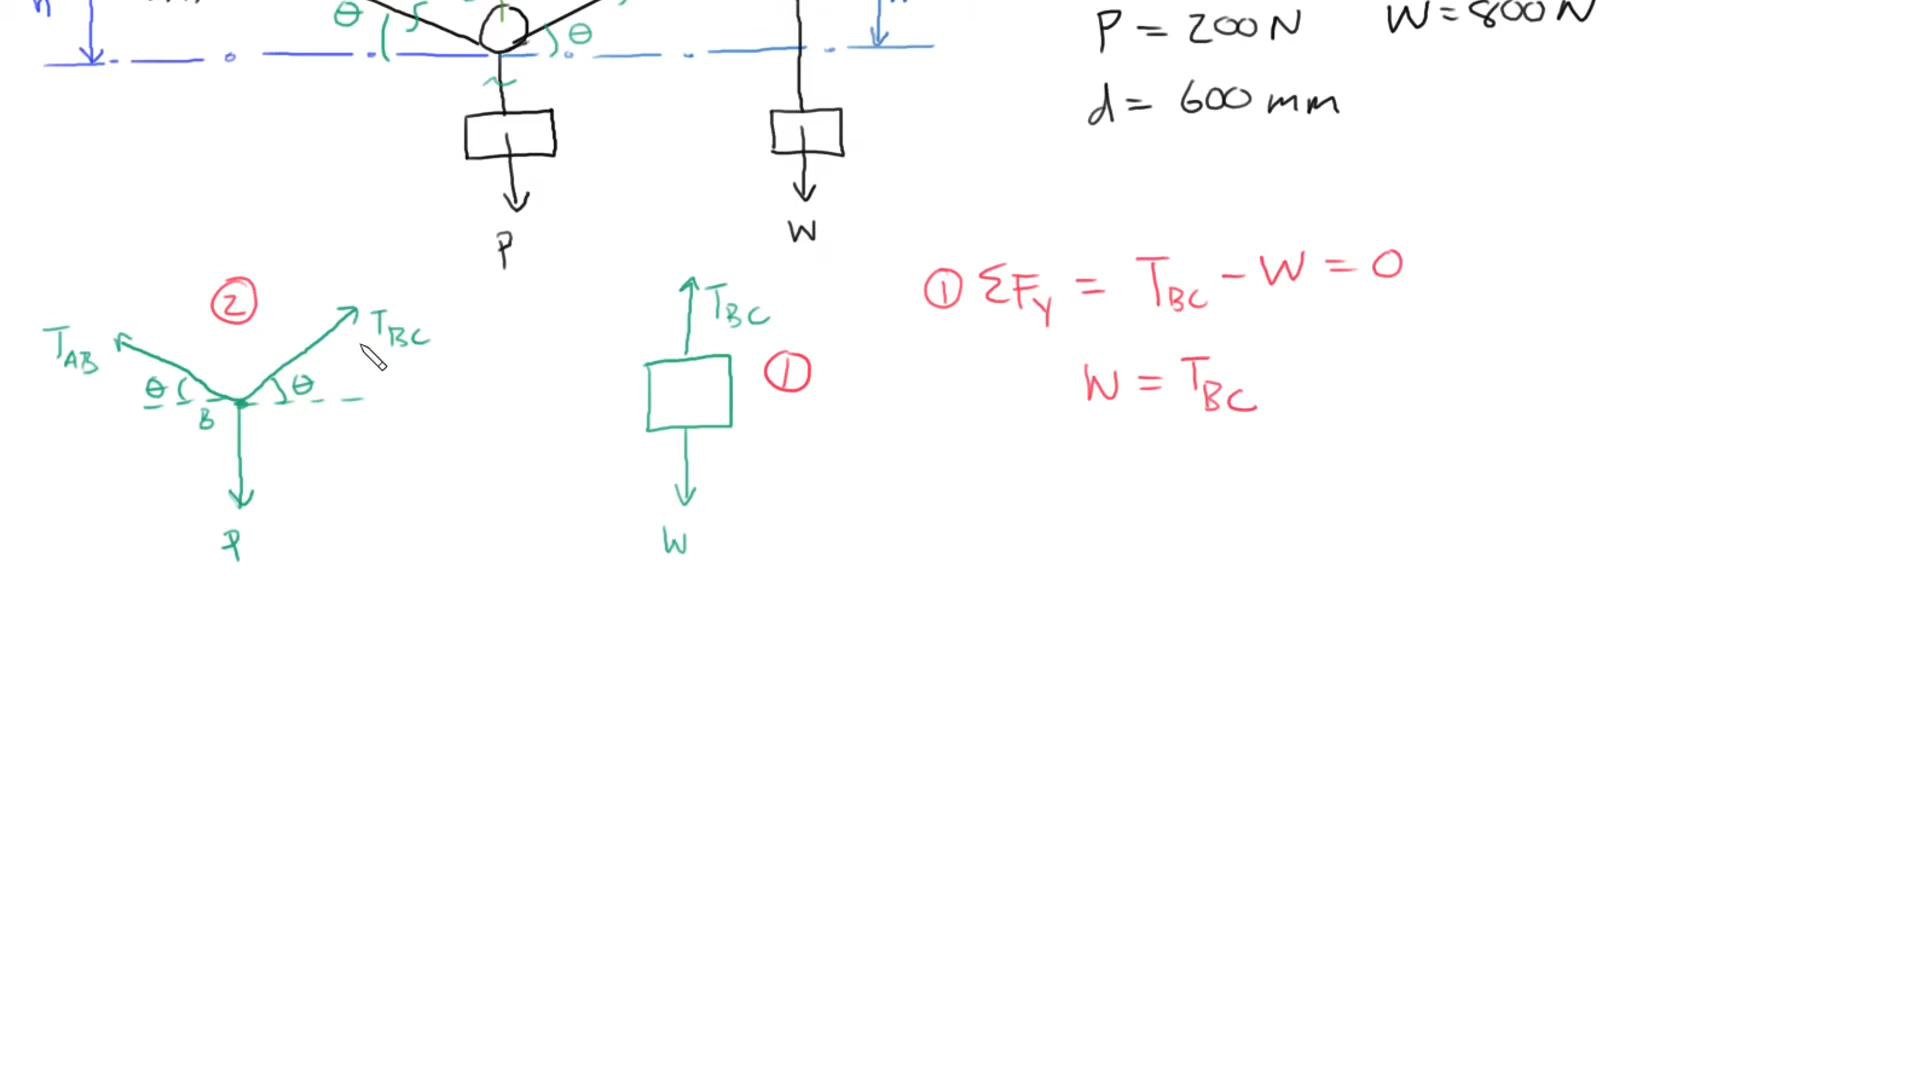 P = 200 N W = 800 N
d = 600 mm
θ θ
P W
② ① ΣF_Y = T_BC - W = 0
T_AB T_BC T_BC
θ θ ① W = T_BC
B
P W